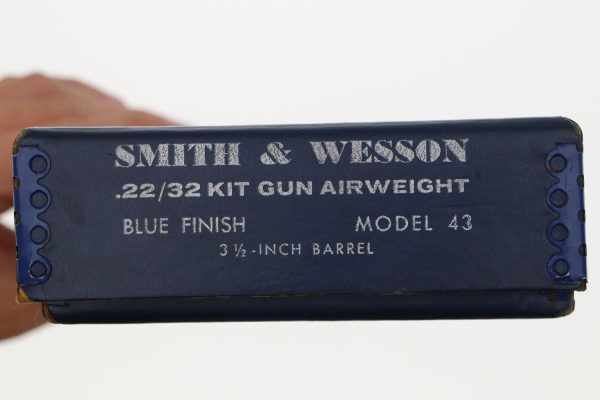 SMITH & WESSON
.22/32 KIT GUN AIRWEIGHT
BLUE FINISH MODEL 43
3 ½-INCH BARREL